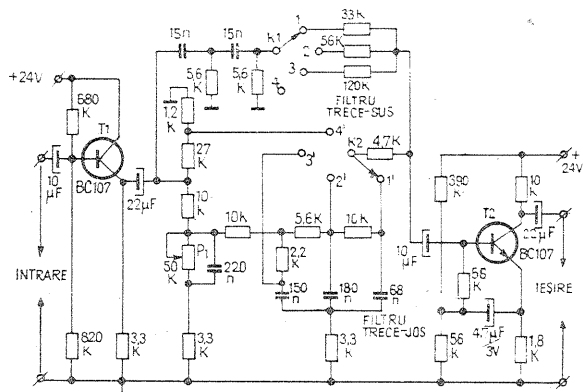 15n
15n
K1
1
33K
56K
2
3
120K
FILTRU
TRECE-SUS
5,6
K
5,6
K
+24V
680
K
T1
BC107
10
µF
22µF
1,2
K
27
K
10
K
4'
3'
K2
4,7K
2'
1'
10K
5,6K
10K
P1
50
K
220
n
2,2
K
150
n
180
n
68
n
FILTRU
TRECE-JOS
INTRARE
820
K
3,3
K
3,3
K
3,3
K
+
24V
390
K
10
K
T2
BC107
22µF
10
µF
56
K
56
K
4,7µF
3V
1,8
K
IEȘIRE